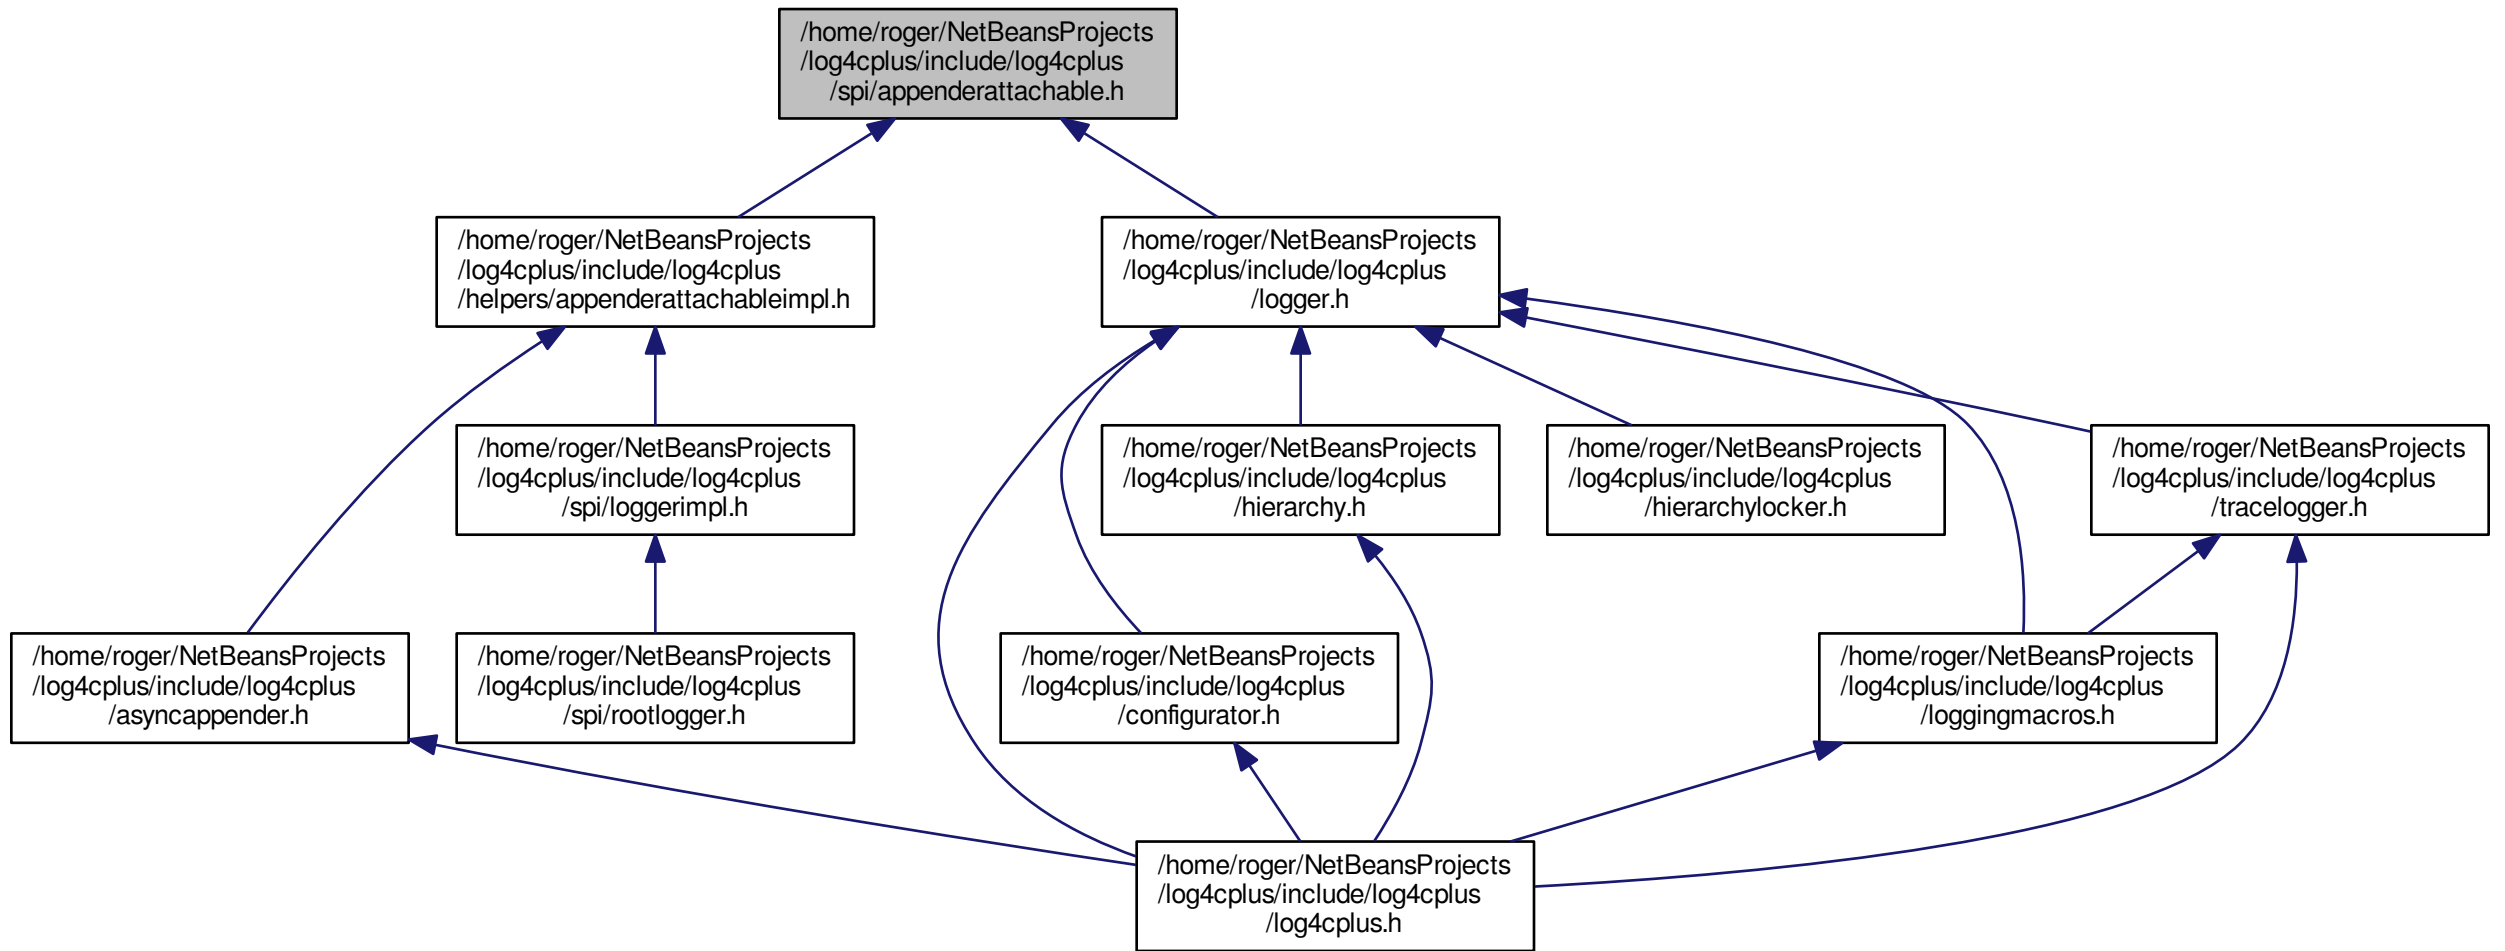 /home/roger/NetBeansProjects
/log4cplus/include/log4cplus
/spi/appenderattachable.h
/home/roger/NetBeansProjects
/log4cplus/include/log4cplus
/helpers/appenderattachableimpl.h
/home/roger/NetBeansProjects
/log4cplus/include/log4cplus
/logger.h
/home/roger/NetBeansProjects
/log4cplus/include/log4cplus
/spi/loggerimpl.h
/home/roger/NetBeansProjects
/log4cplus/include/log4cplus
/hierarchy.h
/home/roger/NetBeansProjects
/log4cplus/include/log4cplus
/hierarchylocker.h
/home/roger/NetBeansProjects
/log4cplus/include/log4cplus
/tracelogger.h
/home/roger/NetBeansProjects
/log4cplus/include/log4cplus
/asyncappender.h
/home/roger/NetBeansProjects
/log4cplus/include/log4cplus
/spi/rootlogger.h
/home/roger/NetBeansProjects
/log4cplus/include/log4cplus
/configurator.h
/home/roger/NetBeansProjects
/log4cplus/include/log4cplus
/loggingmacros.h
/home/roger/NetBeansProjects
/log4cplus/include/log4cplus
/log4cplus.h